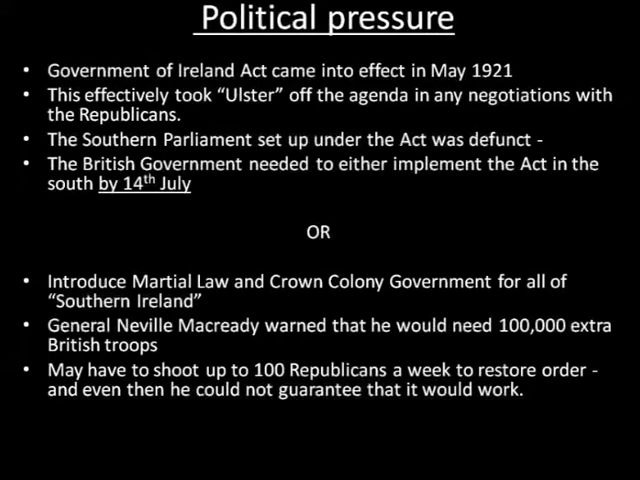 Political pressure
• Government of Ireland Act came into effect in May 1921
• This effectively took “Ulster” off the agenda in any negotiations with
the Republicans.
• The Southern Parliament set up under the Act was defunct -
• The British Government needed to either implement the Act in the
south by 14th July
OR
• Introduce Martial Law and Crown Colony Government for all of
“Southern Ireland”
• General Neville Macready warned that he would need 100,000 extra
British troops
• May have to shoot up to 100 Republicans a week to restore order -
and even then he could not guarantee that it would work.